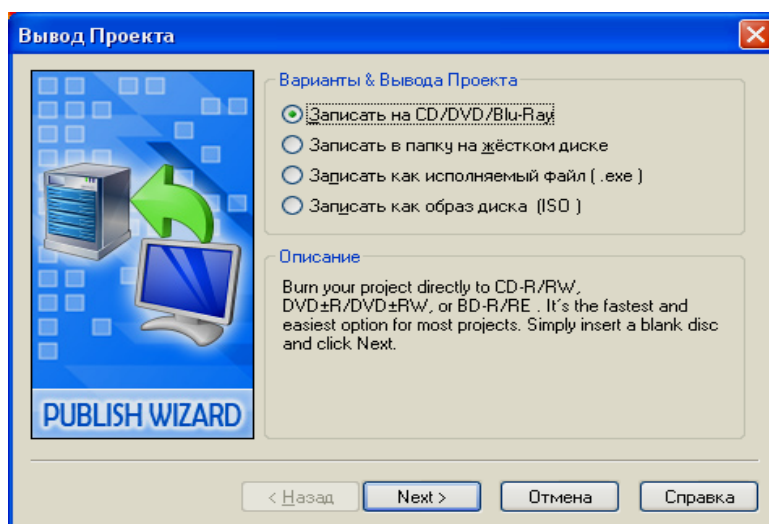 Вывод Проекта
Варианты & Вывода Проекта
Записать на CD/DVD/Blu-Ray
Записать в папку на жёстком диске
Записать как исполняемый файл ( .exe )
Записать как образ диска (ISO )
Описание
Burn your project directly to CD-R/RW,
DVD±R/DVD±RW, or BD-R/RE . It´s the fastest and
easiest option for most projects. Simply insert a blank disc
and click Next.
PUBLISH WIZARD
< Назад Next > Отмена Справка